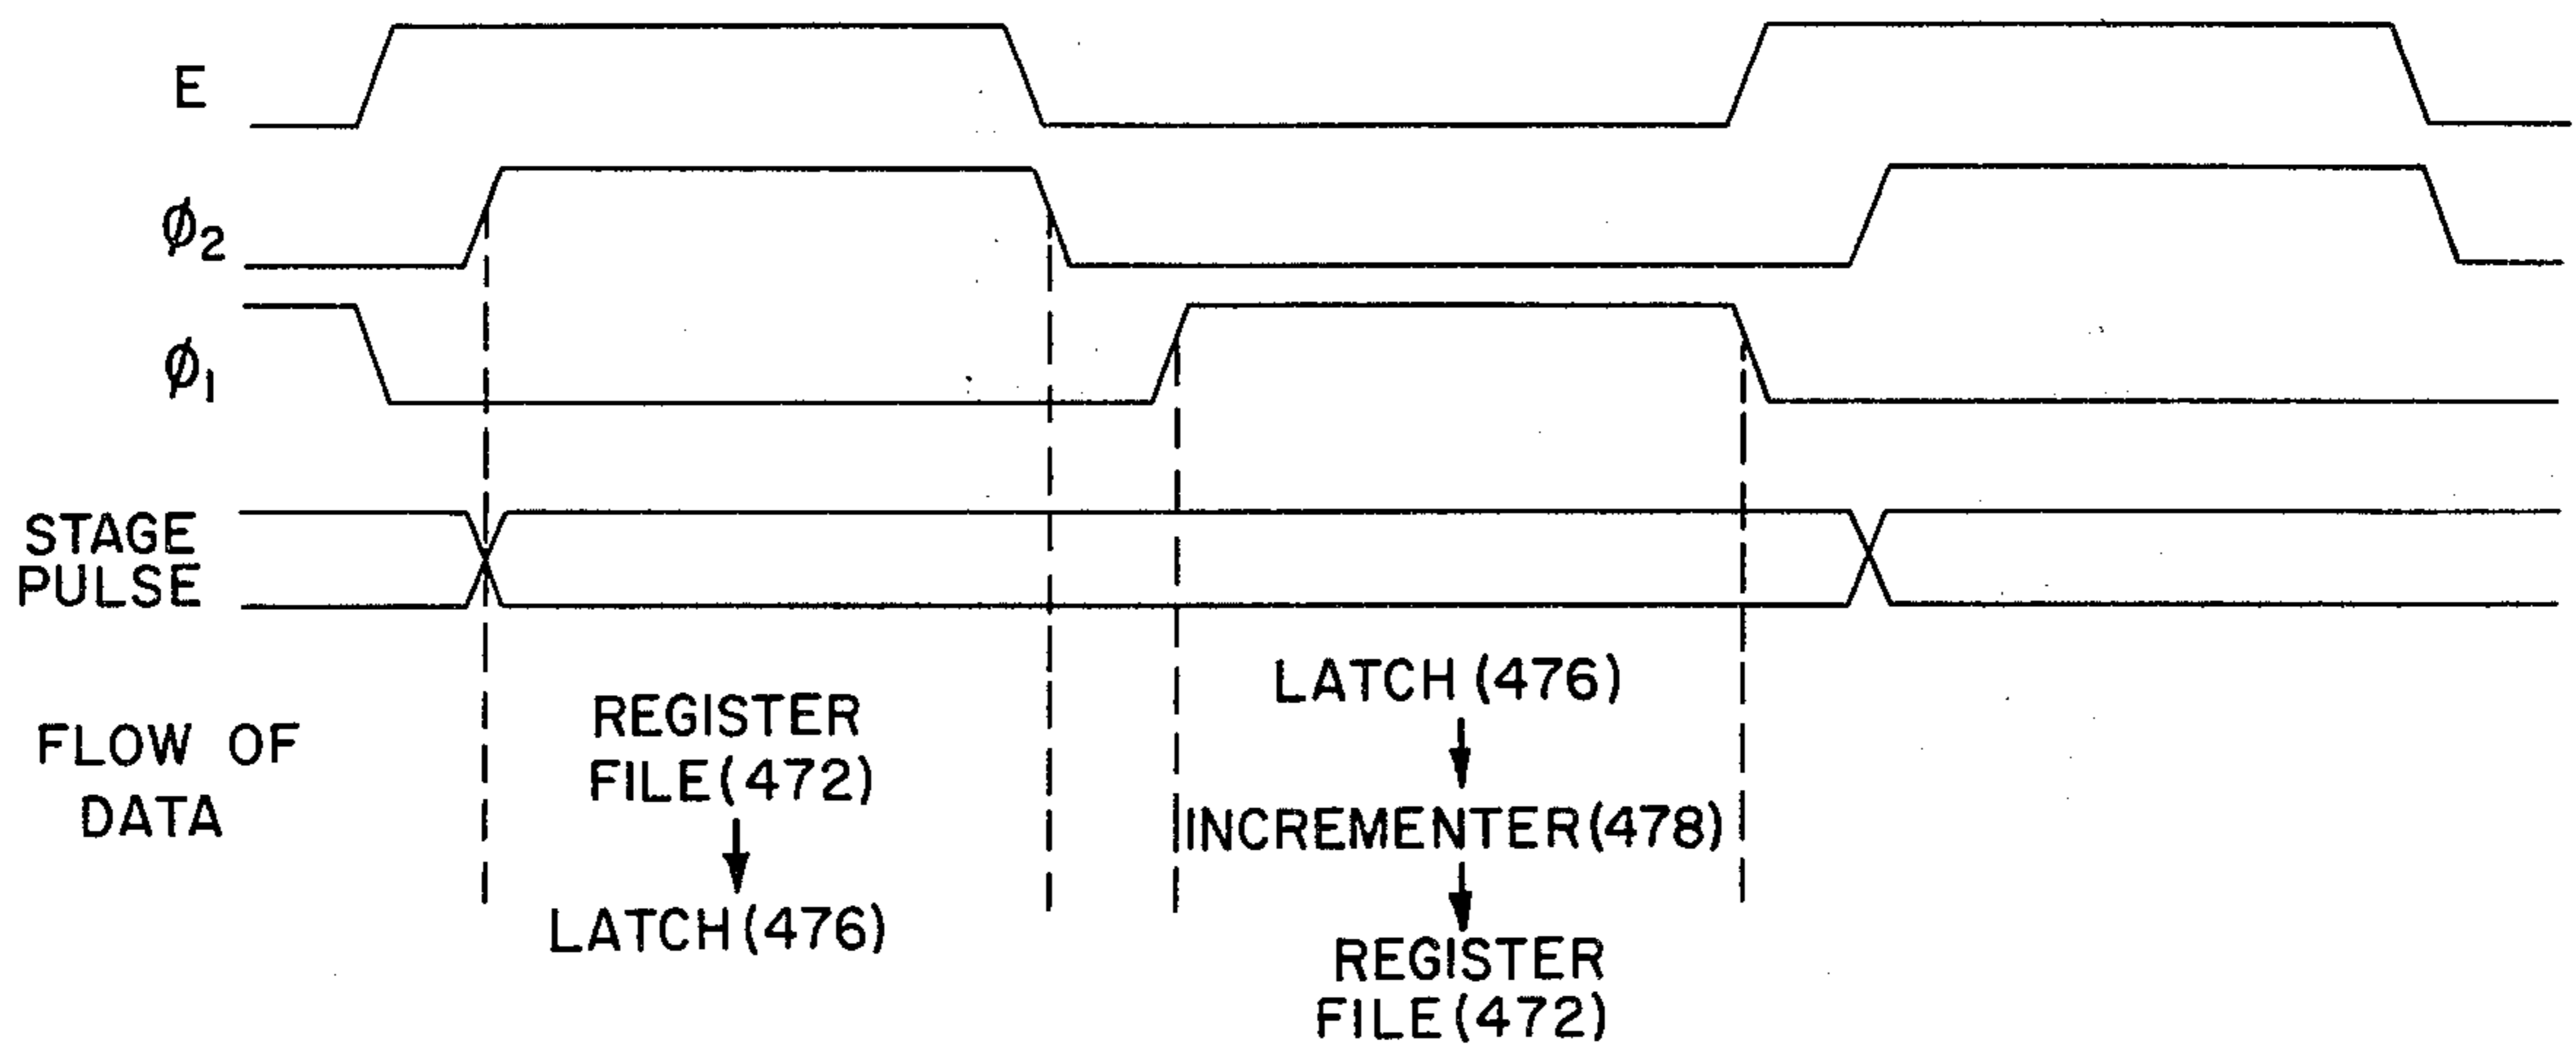 E
ϕ2
ϕ1
STAGE
PULSE
FLOW OF
DATA
REGISTER
FILE(472)
LATCH(476)
LATCH(476)
INCREMENTER(478)
REGISTER
FILE(472)